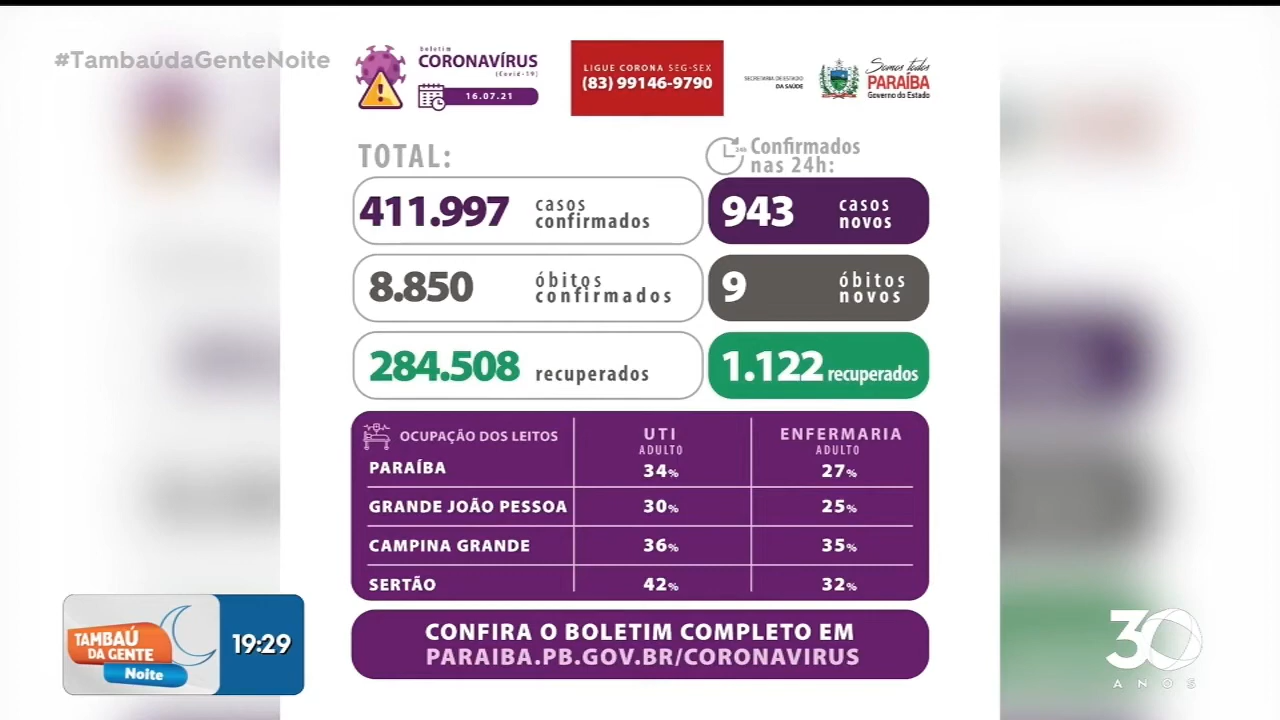 #TambaúdaGenteNoite
boletim
CORONAVÍRUS
(Covid-19)
16.07.21
LIGUE CORONA SEG-SEX
(83) 99146-9790
SECRETARIA DE ESTADO
DA SAÚDE
Somos todos
PARAÍBA
Governo do Estado
TOTAL:
24h
Confirmados
nas 24h:
411.997 casos
confirmados
943 casos
novos
8.850 óbitos
confirmados
9 óbitos
novos
284.508 recuperados
1.122 recuperados
OCUPAÇÃO DOS LEITOS
UTI
ADULTO
ENFERMARIA
ADULTO
PARAÍBA 34% 27%
GRANDE JOÃO PESSOA 30% 25%
CAMPINA GRANDE 36% 35%
SERTÃO 42% 32%
CONFIRA O BOLETIM COMPLETO EM
PARAIBA.PB.GOV.BR/CORONAVIRUS
TAMBAÚ
DA GENTE
Noite
19:29
30
ANOS